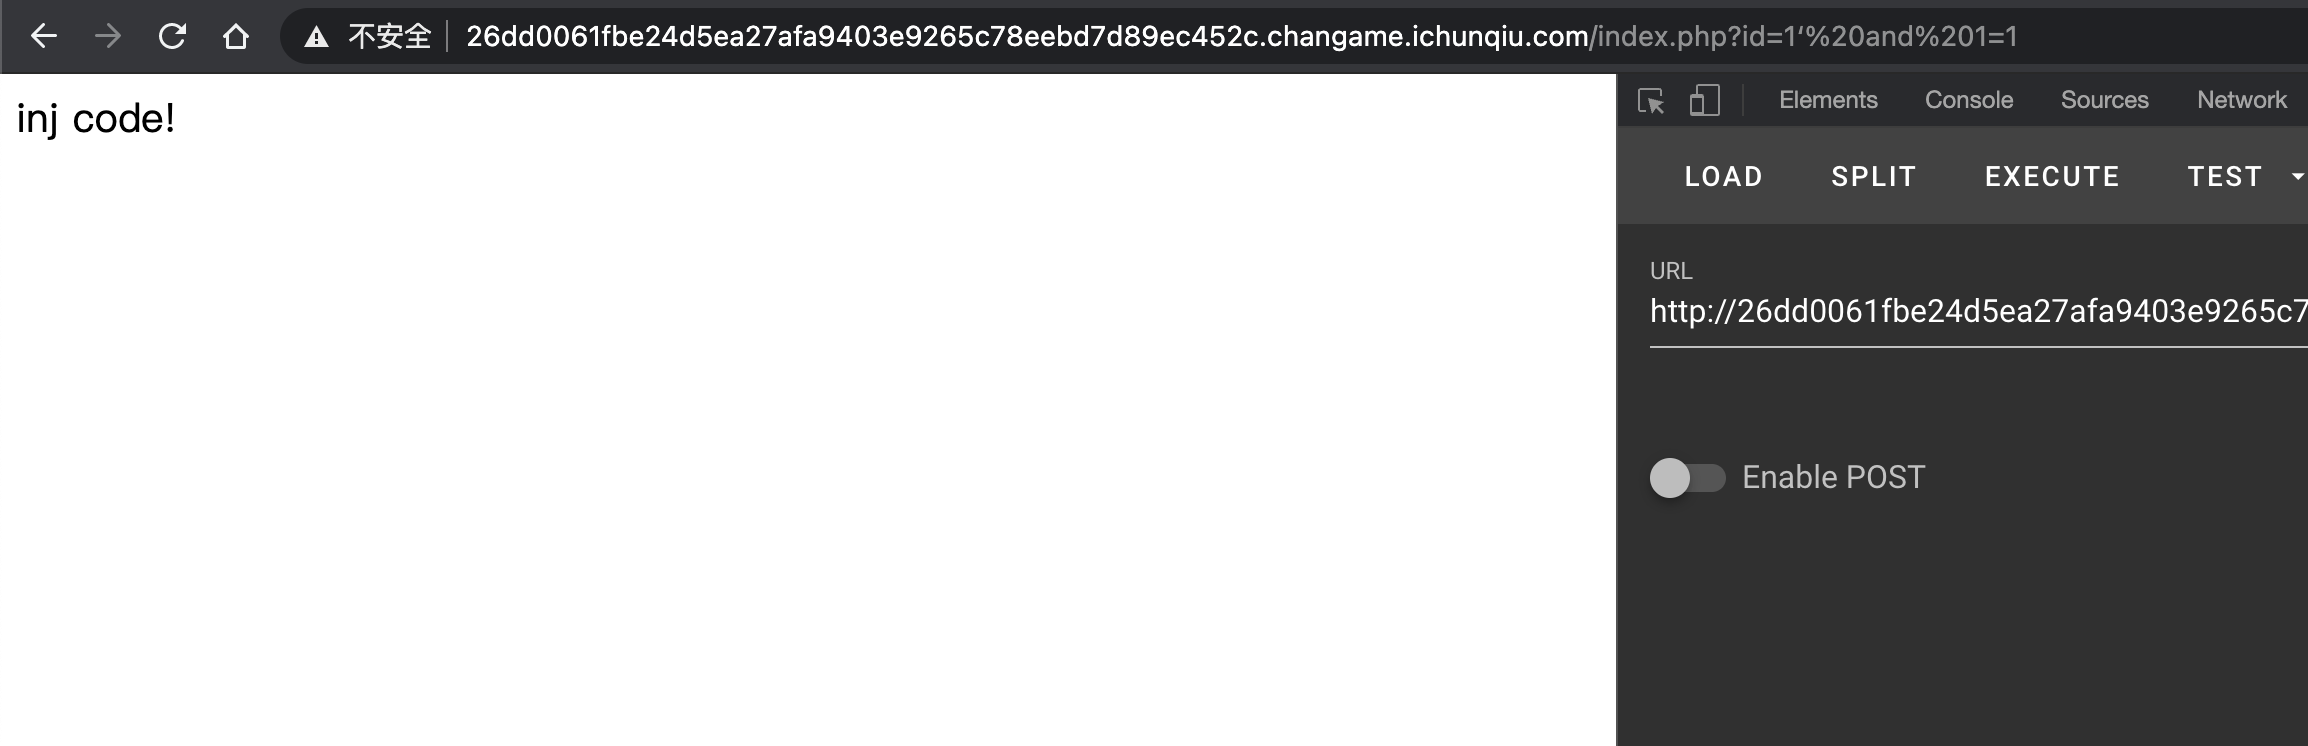 不安全 26dd0061fbe24d5ea27afa9403e9265c78eebd7d89ec452c.changame.ichunqiu.com/index.php?id=1‘%20and%201=1
inj code!
Elements Console Sources Network
LOAD SPLIT EXECUTE TEST
URL
http://26dd0061fbe24d5ea27afa9403e9265c7
Enable POST